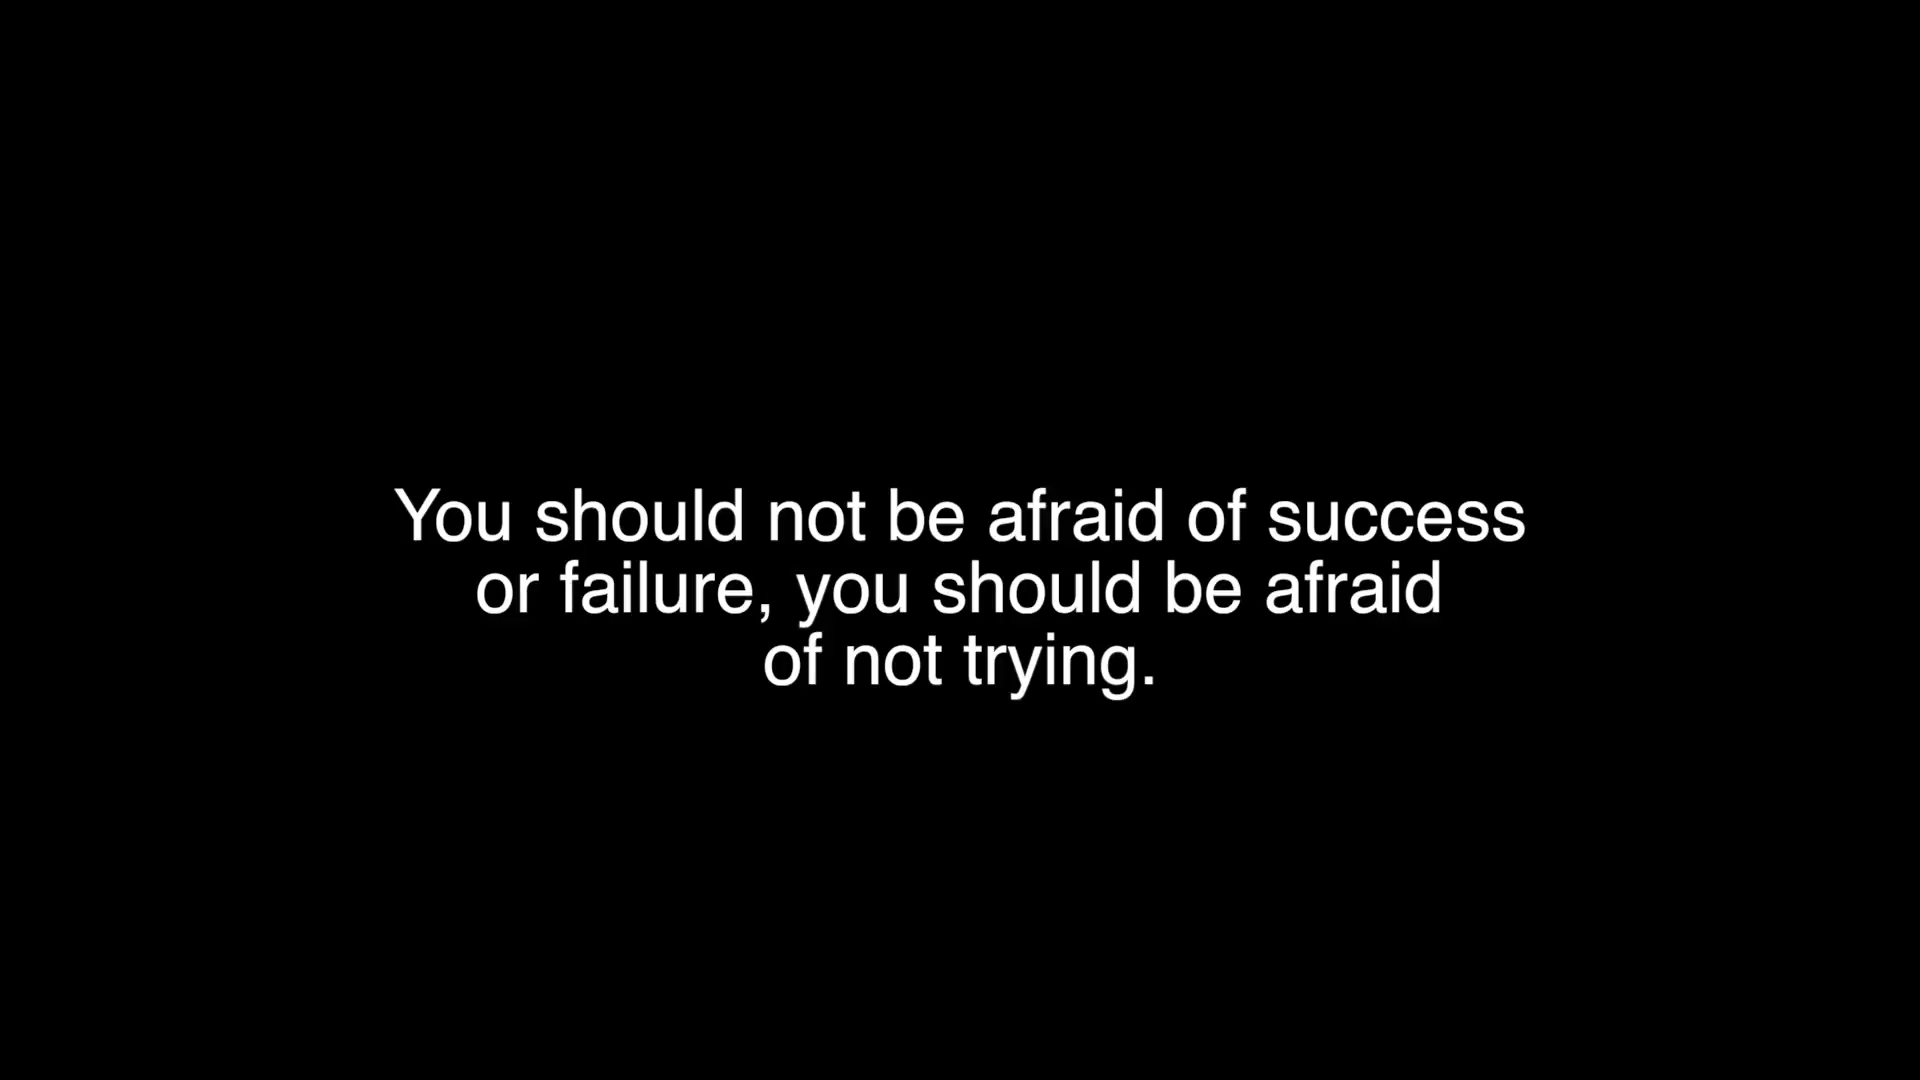 You should not be afraid of success
or failure, you should be afraid
of not trying.